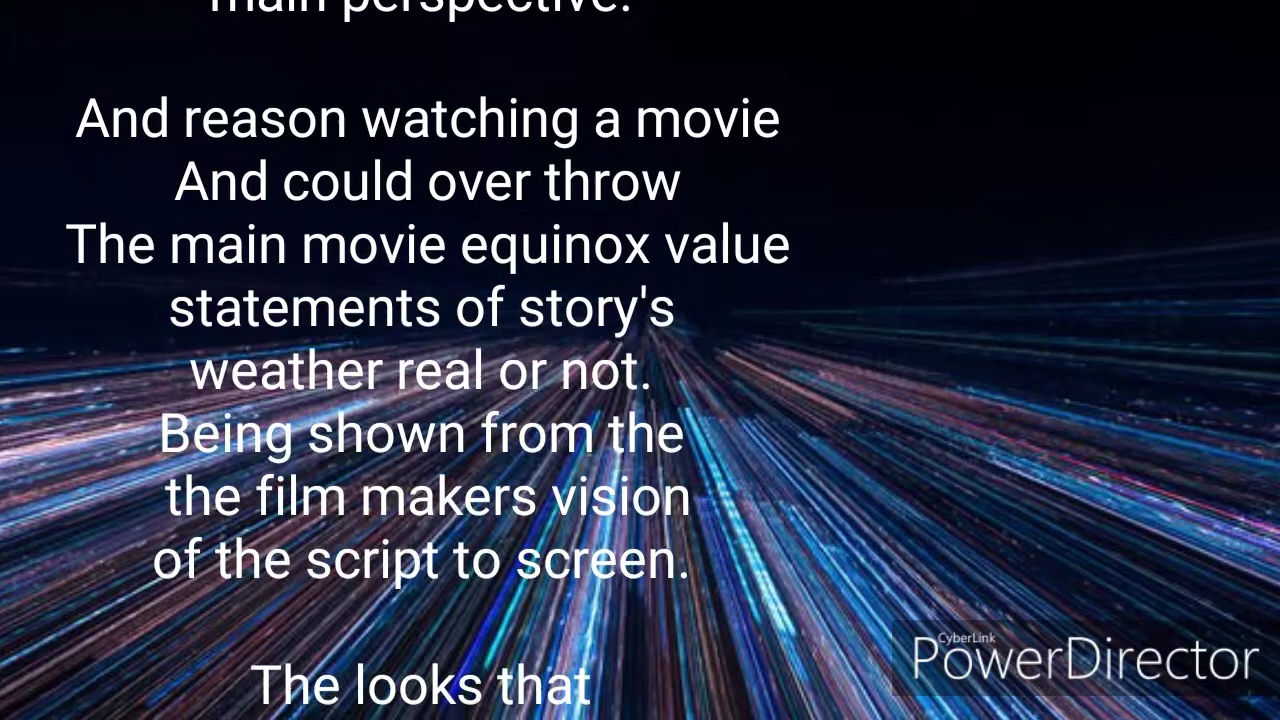 main perspective.
And reason watching a movie
And could over throw
The main movie equinox value
statements of story's
weather real or not.
Being shown from the
the film makers vision
of the script to screen.
The looks that
CyberLink
PowerDirector